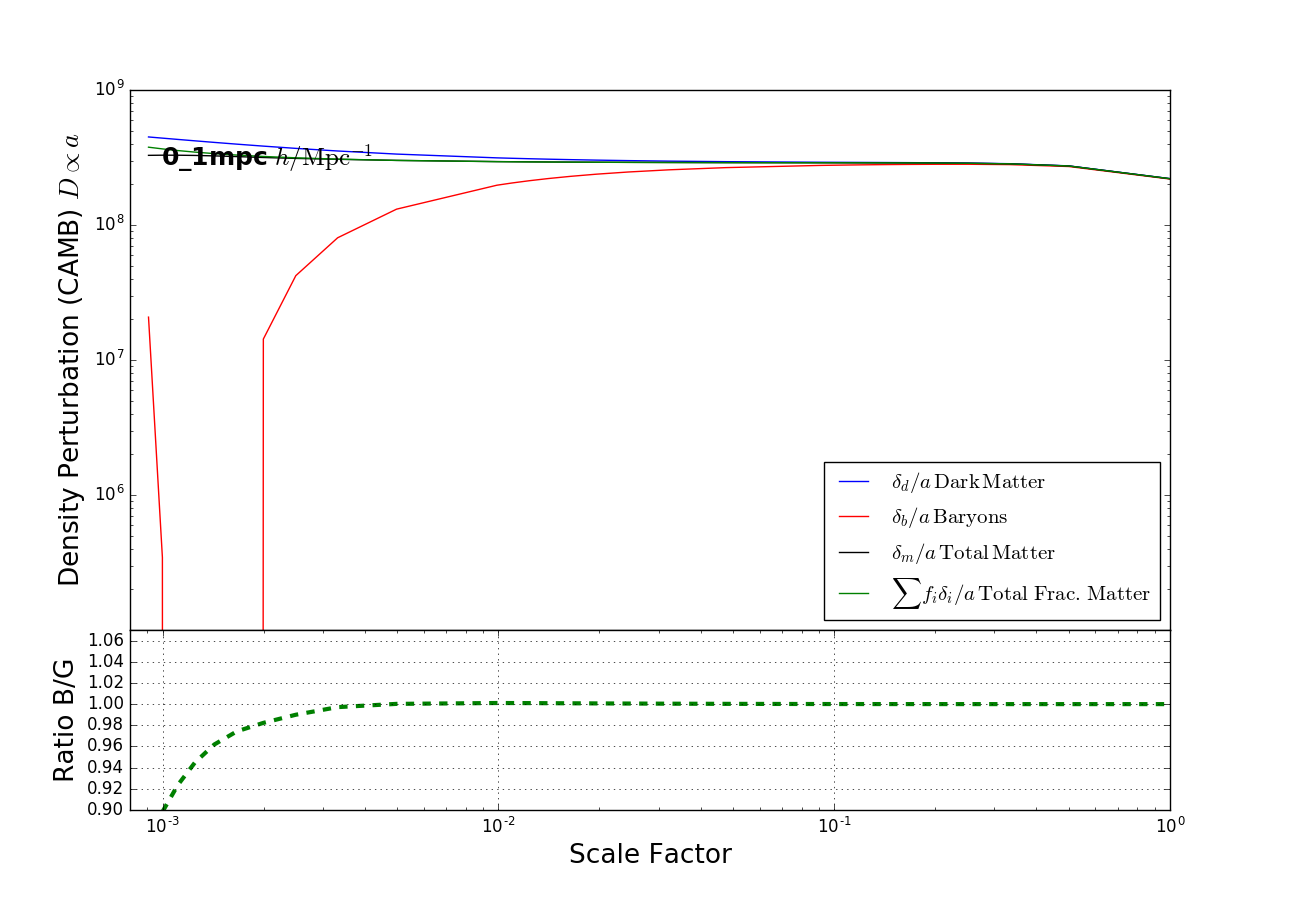 Density Perturbation (CAMB) D ∝ a
10^9
10^8
10^7
10^6
0_1mpc h/Mpc^{-1}
δ_d/a Dark Matter
δ_b/a Baryons
δ_m/a Total Matter
∑ f_i δ_i/a Total Frac. Matter
Ratio B/G
1.06
1.04
1.02
1.00
0.98
0.96
0.94
0.92
0.90
10^{-3} 10^{-2} 10^{-1} 10^0
Scale Factor